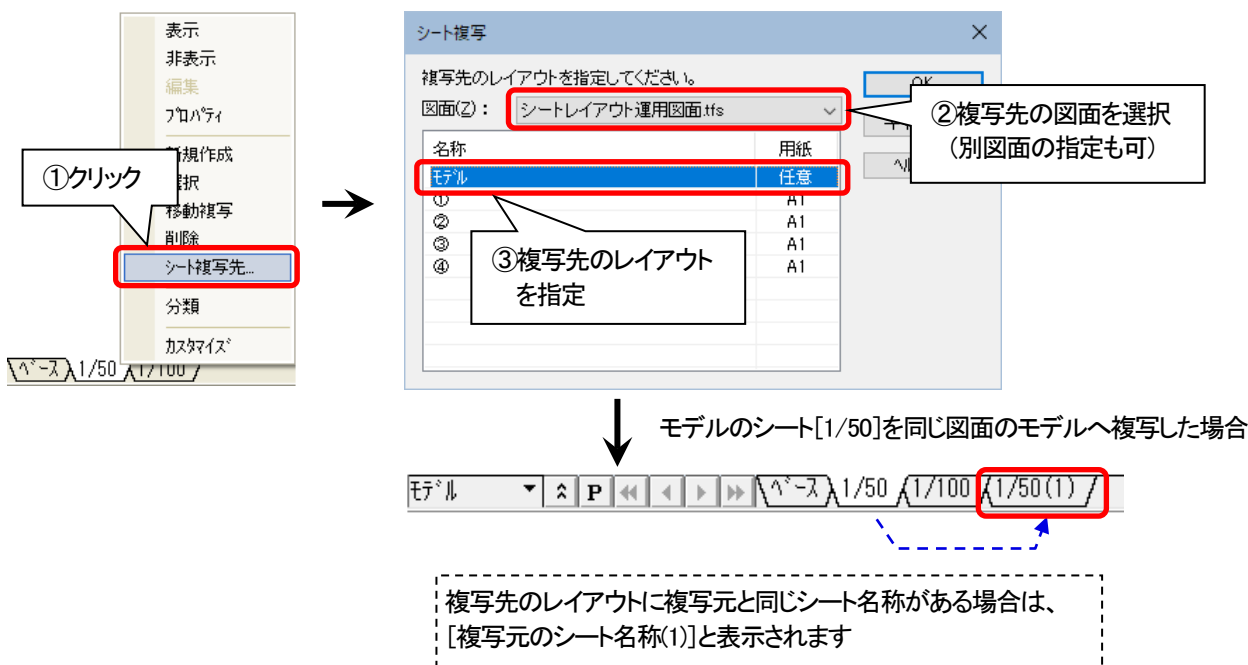 表示
非表示
編集
プロパティ
新規作成
選択
移動複写
削除
シート複写先...
分類
カスタマイズ
①クリック
ベース 1/50 1/100
シート複写
複写先のレイアウトを指定してください。
図面(Z)： シートレイアウト運用図面.tfs
OK
名称 用紙
モデル 任意
① A1
② A1
③ A1
④ A1
②複写先の図面を選択
（別図面の指定も可）
③複写先のレイアウト
を指定
モデルのシート[1/50]を同じ図面のモデルへ複写した場合
モデル P ベース 1/50 1/100 1/50(1)
複写先のレイアウトに複写元と同じシート名称がある場合は、
[複写元のシート名称(1)]と表示されます